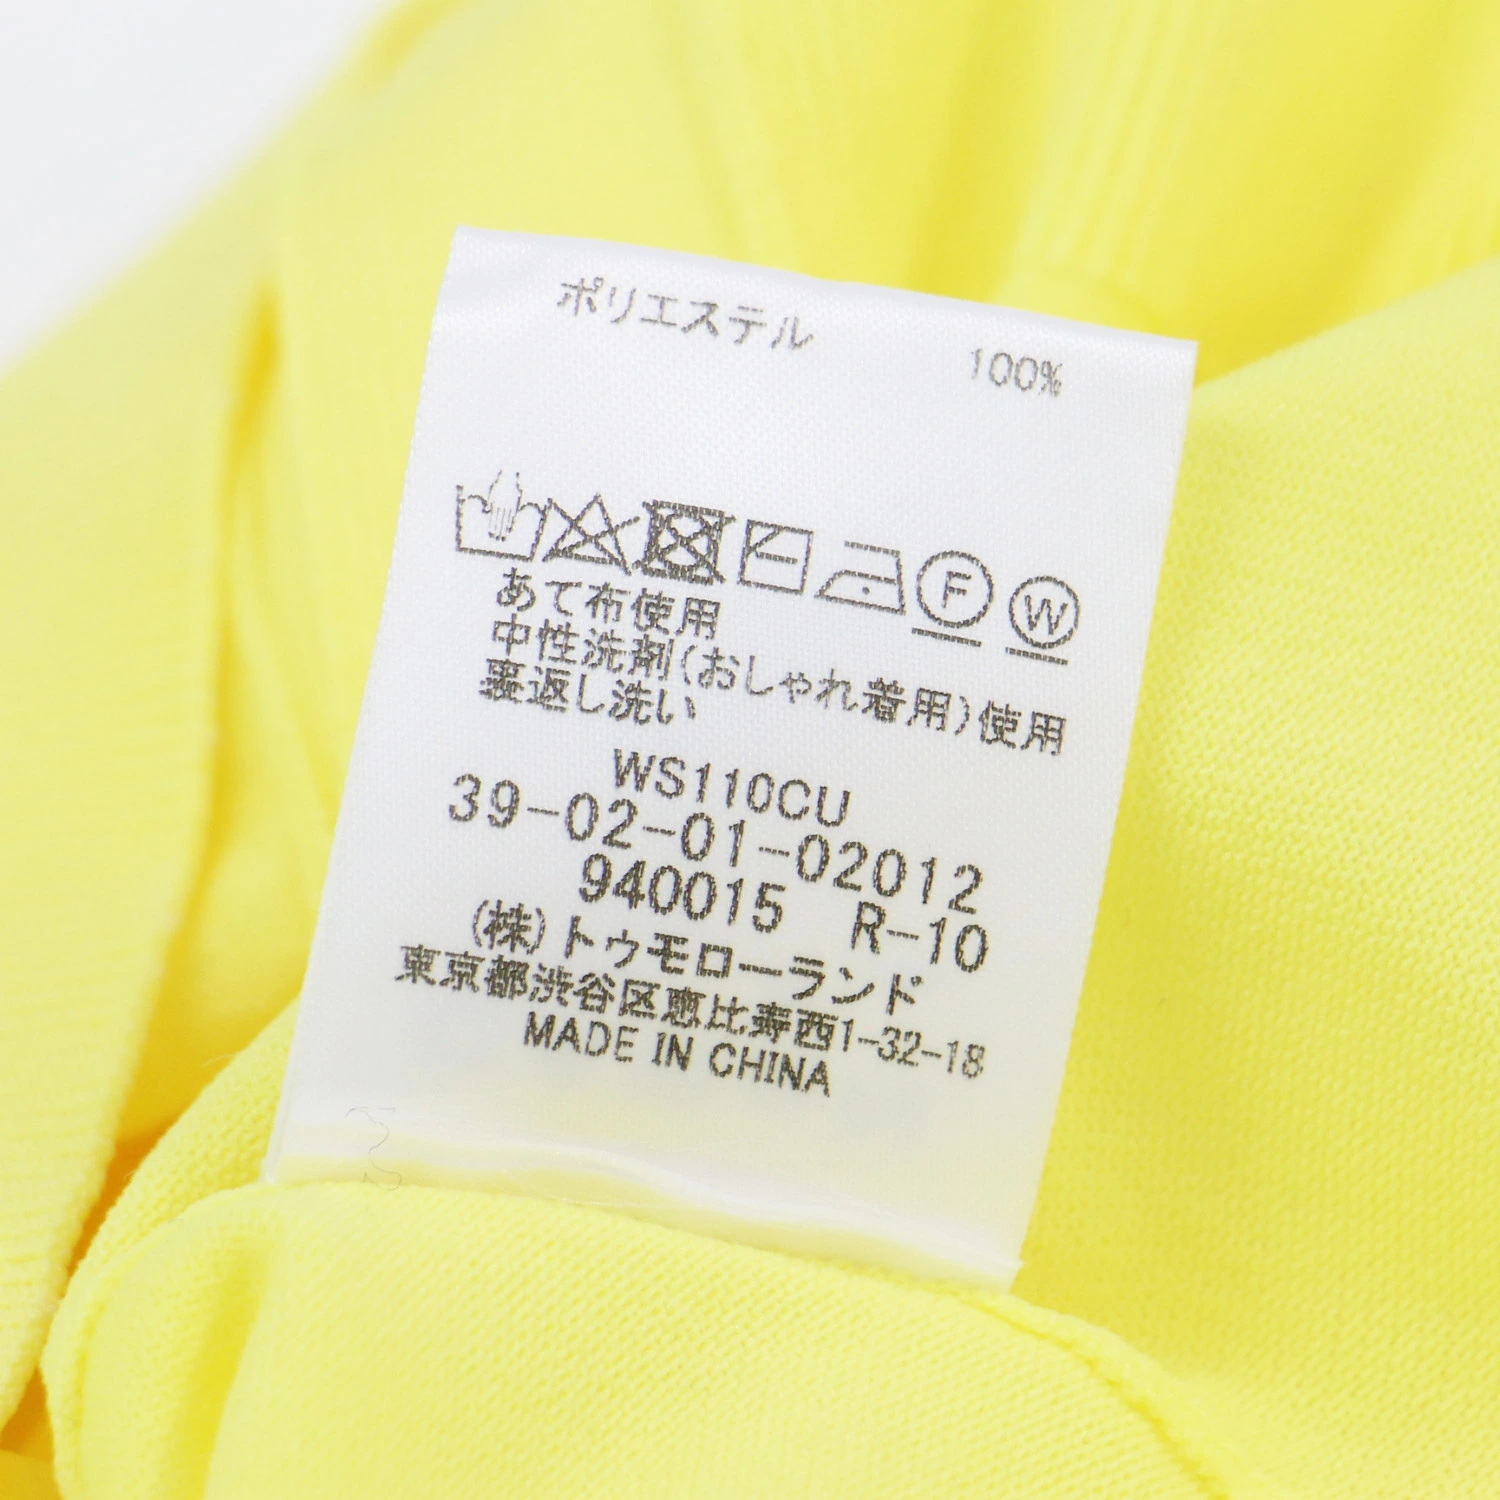 ポリエステル 100%
F W
あて布使用
中性洗剤(おしゃれ着用)使用
裏返し洗い
WS110CU
39-02-01-02012
940015 R-10
(株)トゥモローランド
東京都渋谷区恵比寿西1-32-18
MADE IN CHINA